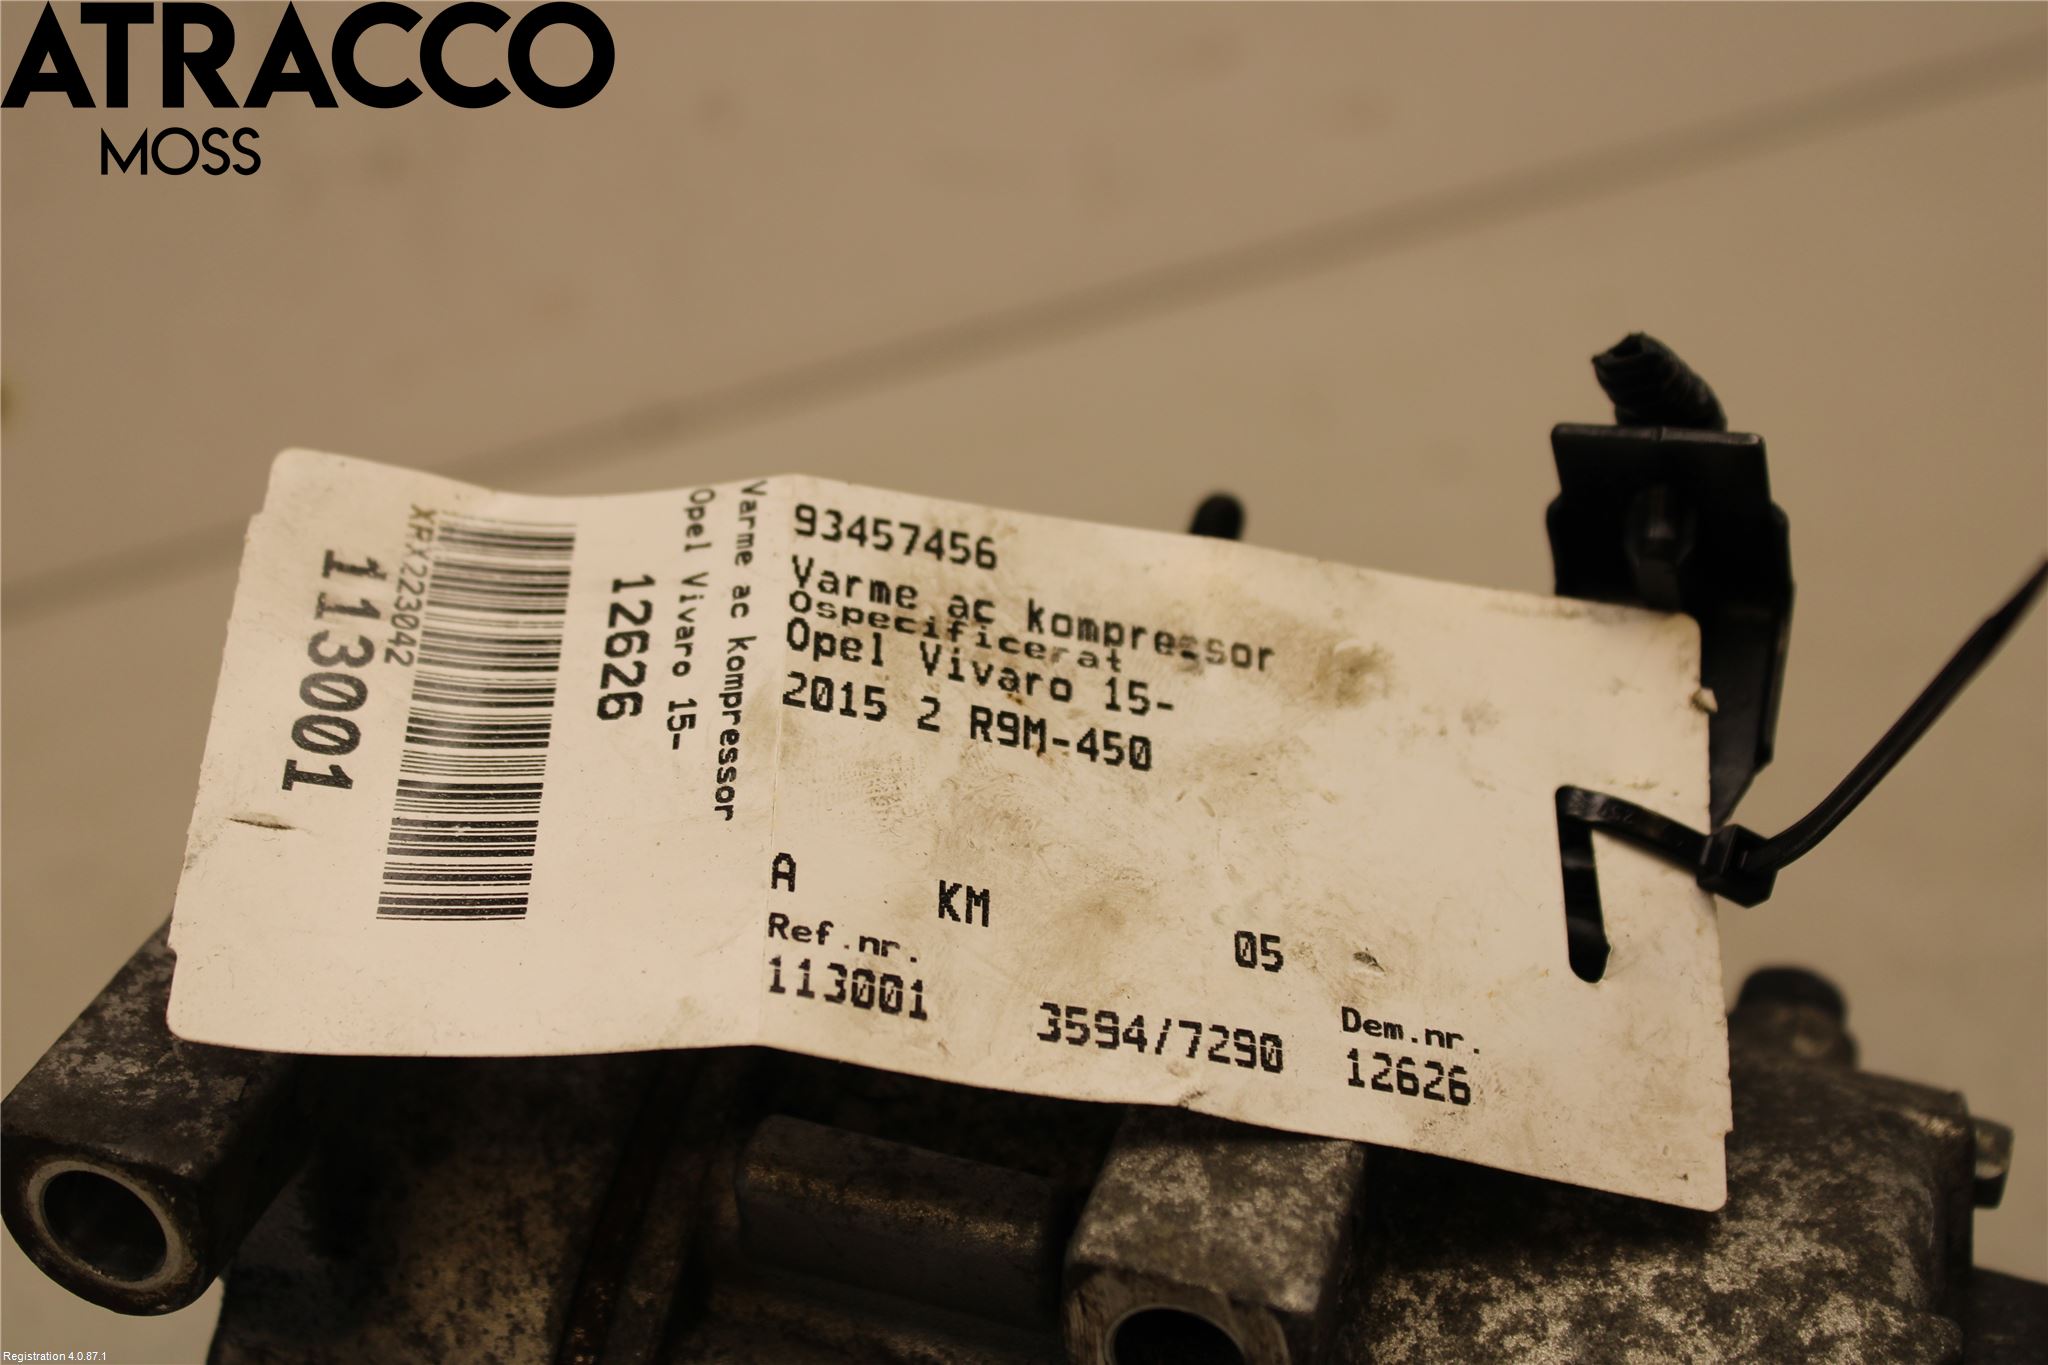 ATRACCO
MOSS
93457456
Varme ac kompressor
Ospecificerat
Opel Vivaro 15-
2015 2 R9M-450
A KM 05
Ref.nr. Dem.nr.
113001 3594/7290 12626
Varme ac kompressor
Opel Vivaro 15-
12626
XPX223042
113001
Registration 4.0.87.1